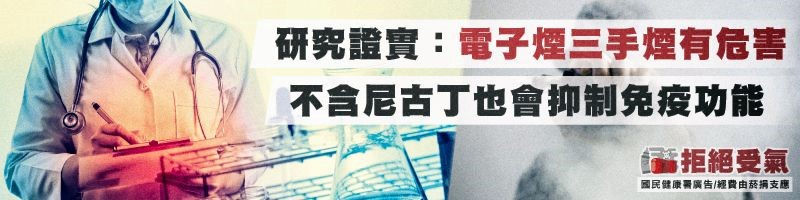 研究證實：電子煙三手煙有危害
不含尼古丁也會抑制免疫功能
拒絕受氣
國民健康署廣告/經費由菸捐支應